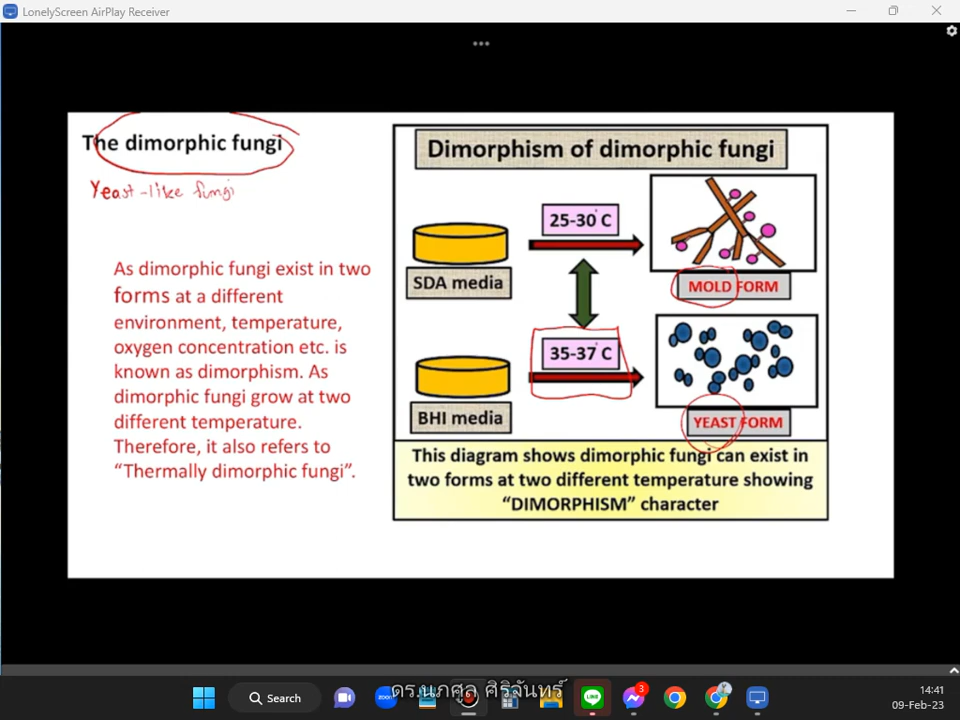 LonelyScreen AirPlay Receiver
The dimorphic fungi
Yeast-like fungi
As dimorphic fungi exist in two
forms at a different
environment, temperature,
oxygen concentration etc. is
known as dimorphism. As
dimorphic fungi grow at two
different temperature.
Therefore, it also refers to
“Thermally dimorphic fungi”.
Dimorphism of dimorphic fungi
25-30°C
SDA media
MOLD FORM
35-37°C
BHI media
YEAST FORM
This diagram shows dimorphic fungi can exist in
two forms at two different temperature showing
“DIMORPHISM” character
Search
zoom
ดร.นภศูล ศิริจันทร์
3
14:41
09-Feb-23